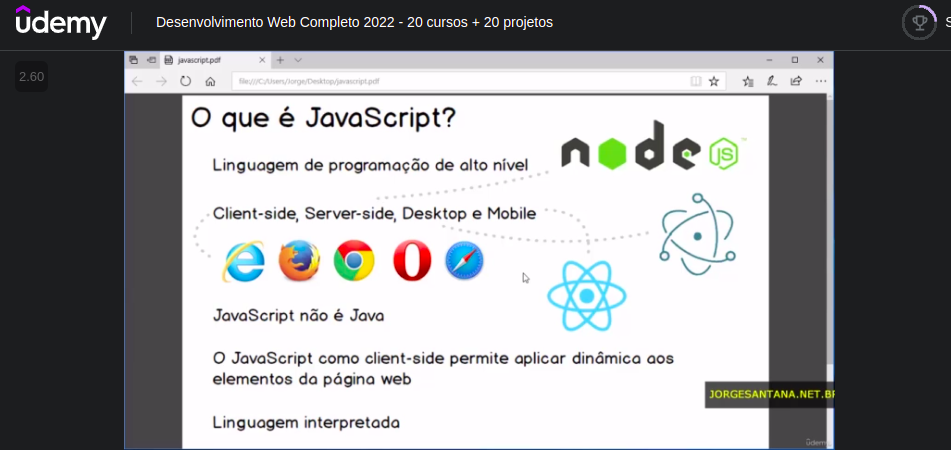 ûdemy
Desenvolvimento Web Completo 2022 - 20 cursos + 20 projetos
S
2.60
javascript.pdf
file:///C:/Users/Jorge/Desktop/javascript.pdf
O que é JavaScript?
node
JS
Linguagem de programação de alto nível
Client-side, Server-side, Desktop e Mobile
JavaScript não é Java
O JavaScript como client-side permite aplicar dinâmica aos
elementos da página web
JORGESANTANA.NET.BR
Linguagem interpretada
ûdemy